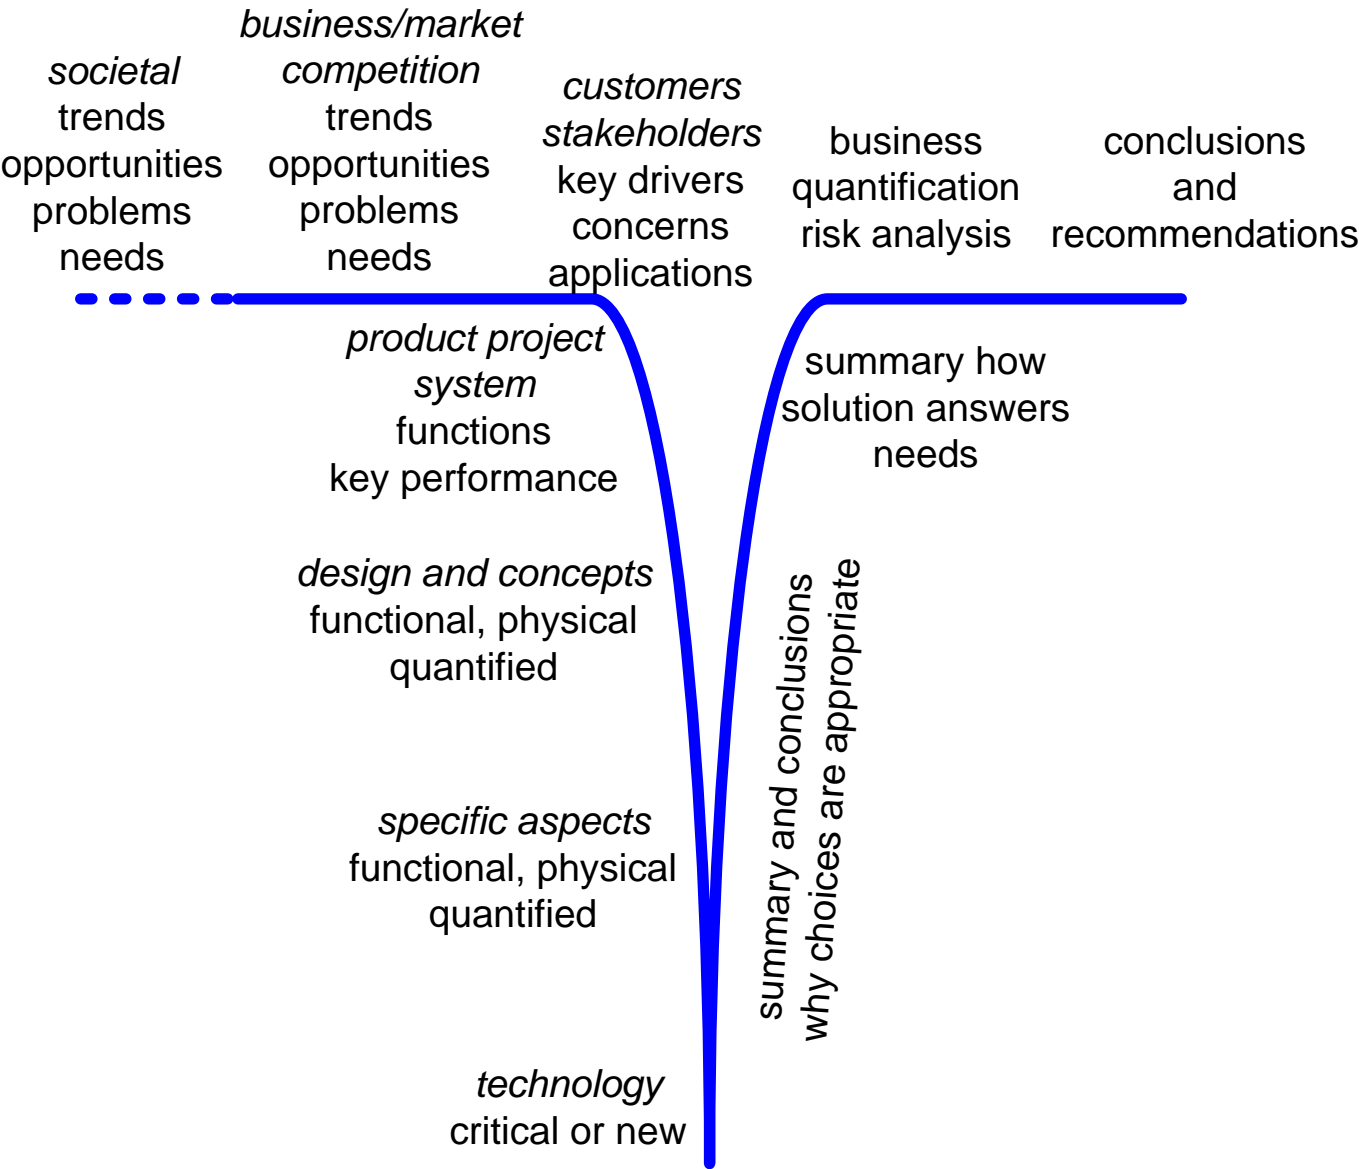 societal
trends
opportunities
problems
needs
business/market
competition
trends
opportunities
problems
needs
customers
stakeholders
key drivers
concerns
applications
business
quantification
risk analysis
conclusions
and
recommendations
product project
system
functions
key performance
summary how
solution answers
needs
design and concepts
functional, physical
quantified
specific aspects
functional, physical
quantified
summary and conclusions
why choices are appropriate
technology
critical or new